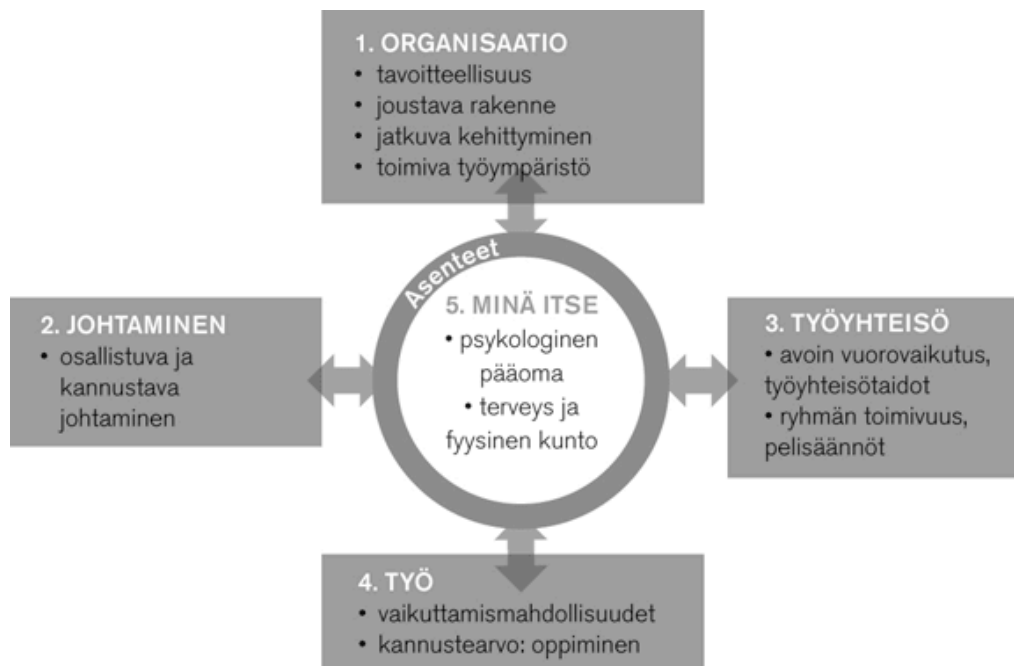 1. ORGANISAATIO
• tavoitteellisuus
• joustava rakenne
• jatkuva kehittyminen
• toimiva työympäristö
Asenteet
5. MINÄ ITSE
• psykologinen
pääoma
• terveys ja
fyysinen kunto
2. JOHTAMINEN
• osallistuva ja
kannustava
johtaminen
3. TYÖYHTEISÖ
• avoin vuorovaikutus,
työyhteisötaidot
• ryhmän toimivuus,
pelisäännöt
4. TYÖ
• vaikuttamismahdollisuudet
• kannustearvo: oppiminen